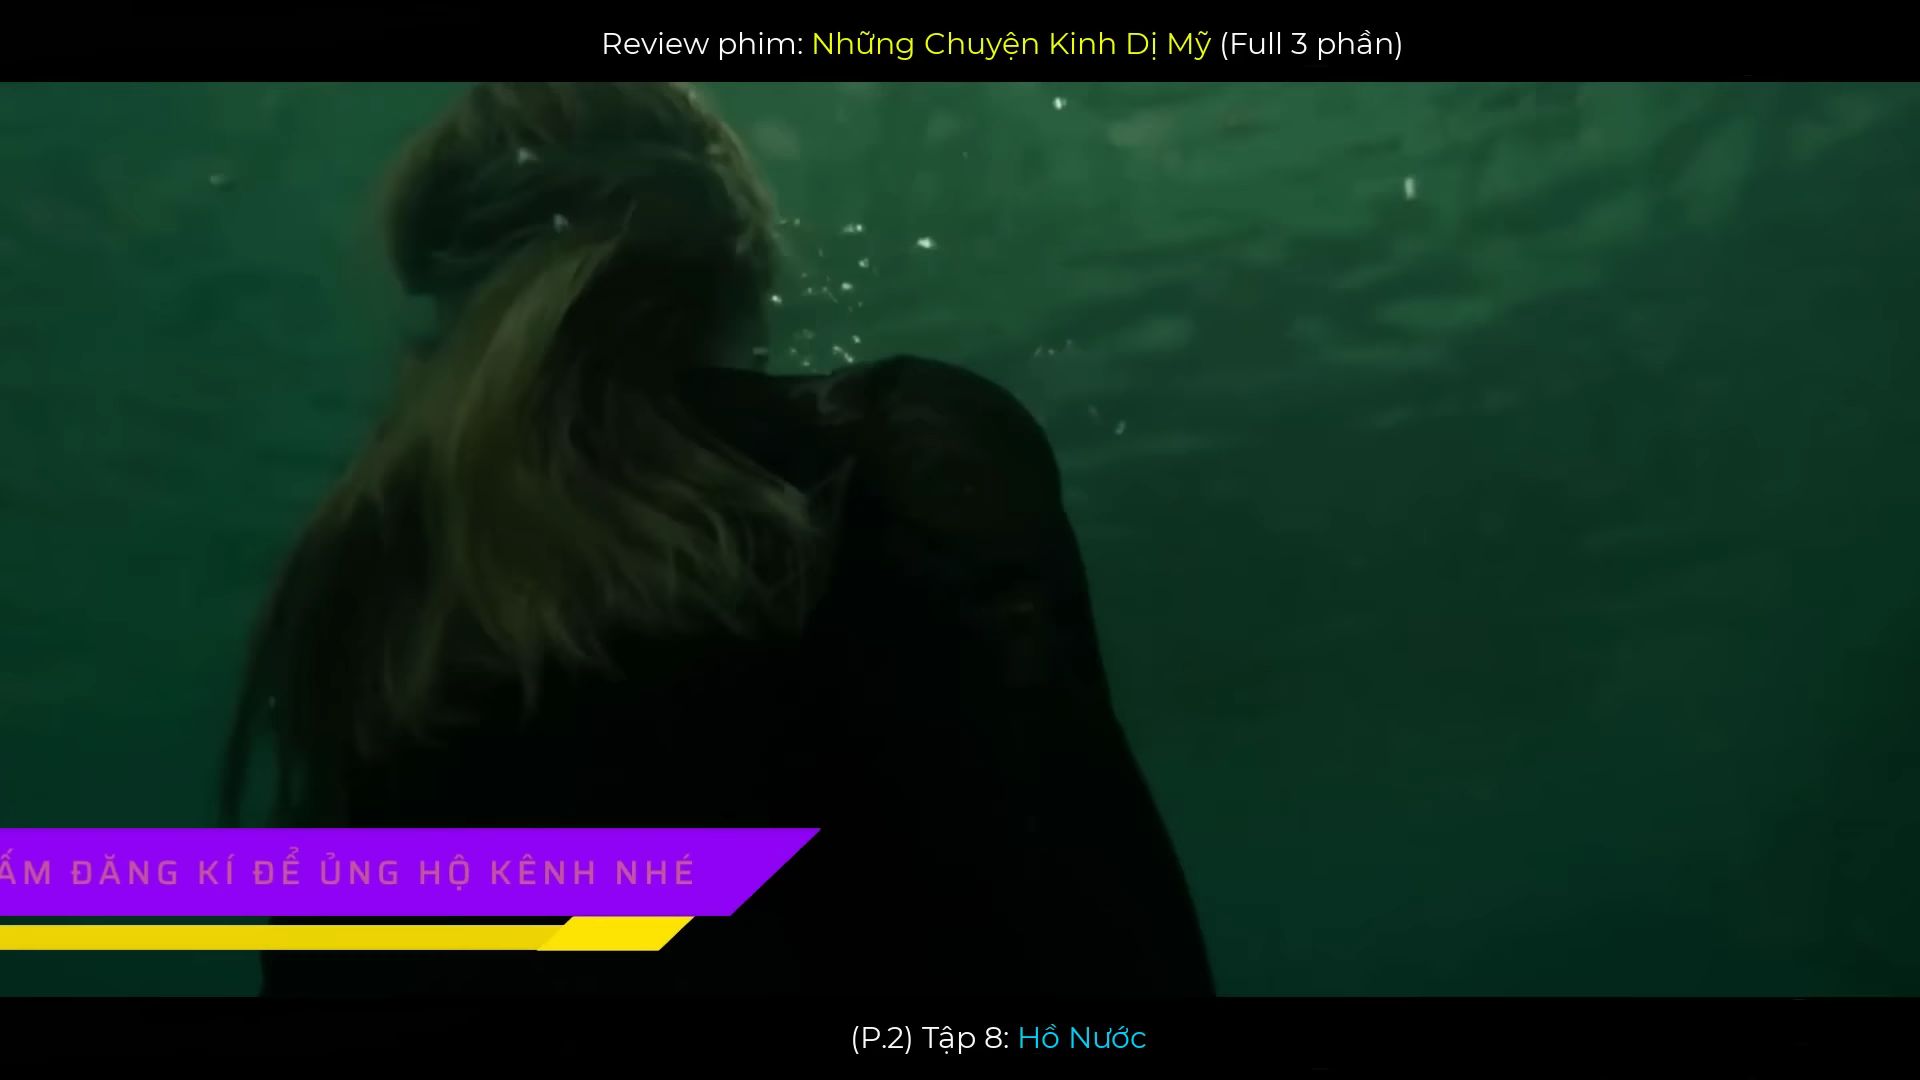 Review phim: Những Chuyện Kinh Dị Mỹ (Full 3 phần)
ĐĂNG KÍ ĐỂ ỦNG HỘ KÊNH NHÉ
(P.2) Tập 8: Hồ Nước